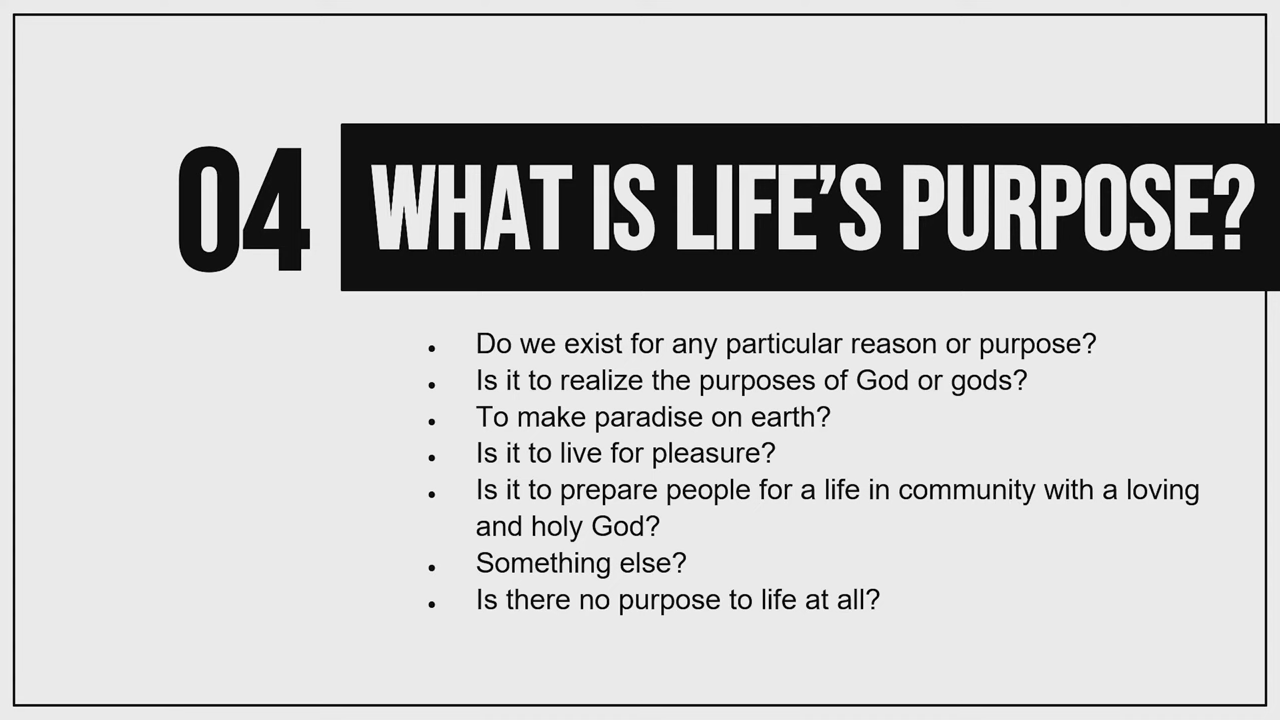 04
WHAT IS LIFE’S PURPOSE?
• Do we exist for any particular reason or purpose?
• Is it to realize the purposes of God or gods?
• To make paradise on earth?
• Is it to live for pleasure?
• Is it to prepare people for a life in community with a loving
and holy God?
• Something else?
• Is there no purpose to life at all?